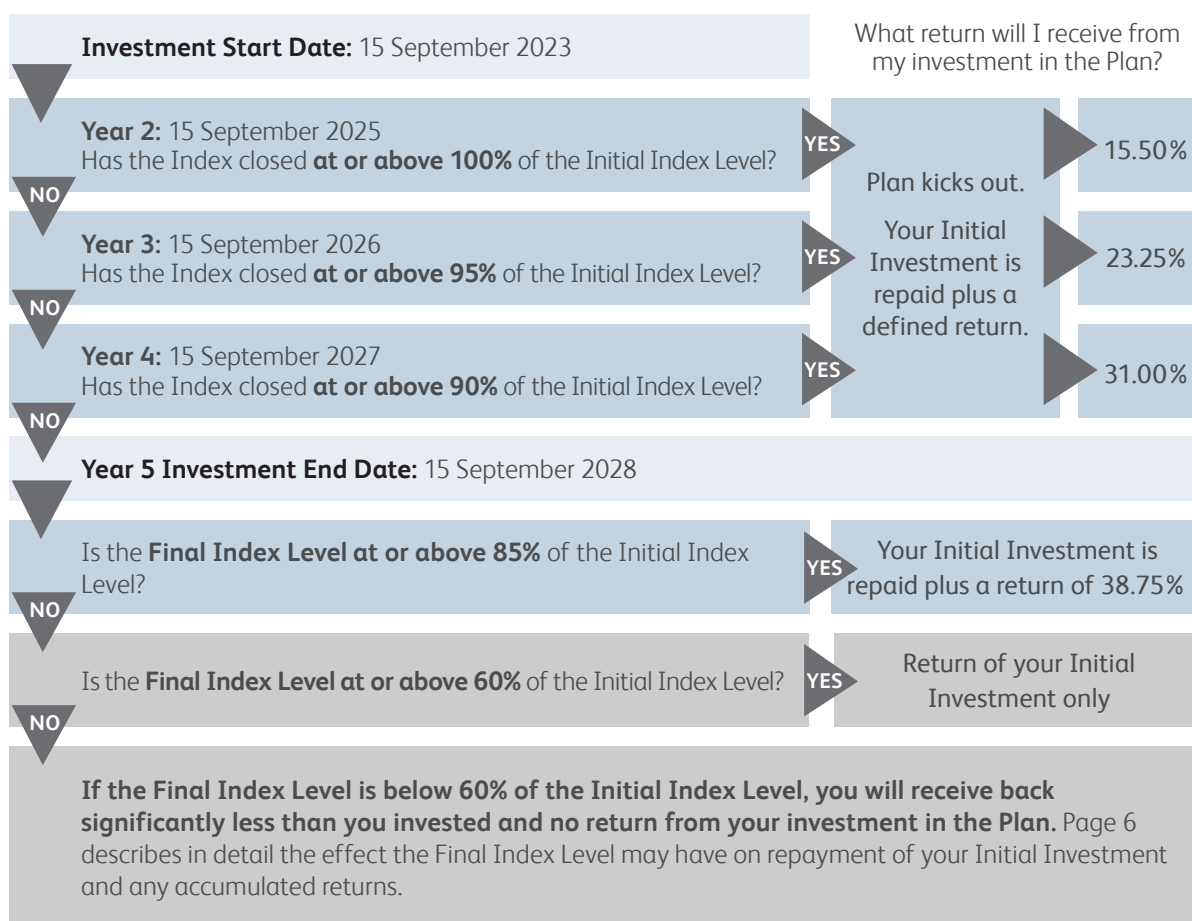 Investment Start Date: 15 September 2023
What return will I receive from
my investment in the Plan?
Year 2: 15 September 2025
Has the Index closed at or above 100% of the Initial Index Level?
YES
15.50%
NO
Plan kicks out.
Your Initial
Investment is
repaid plus a
defined return.
Year 3: 15 September 2026
Has the Index closed at or above 95% of the Initial Index Level?
YES
23.25%
NO
Year 4: 15 September 2027
Has the Index closed at or above 90% of the Initial Index Level?
YES
31.00%
NO
Year 5 Investment End Date: 15 September 2028
Is the Final Index Level at or above 85% of the Initial Index
Level?
YES
Your Initial Investment is
repaid plus a return of 38.75%
NO
Is the Final Index Level at or above 60% of the Initial Index Level?
YES
Return of your Initial
Investment only
NO
If the Final Index Level is below 60% of the Initial Index Level, you will receive back
significantly less than you invested and no return from your investment in the Plan. Page 6
describes in detail the effect the Final Index Level may have on repayment of your Initial Investment
and any accumulated returns.